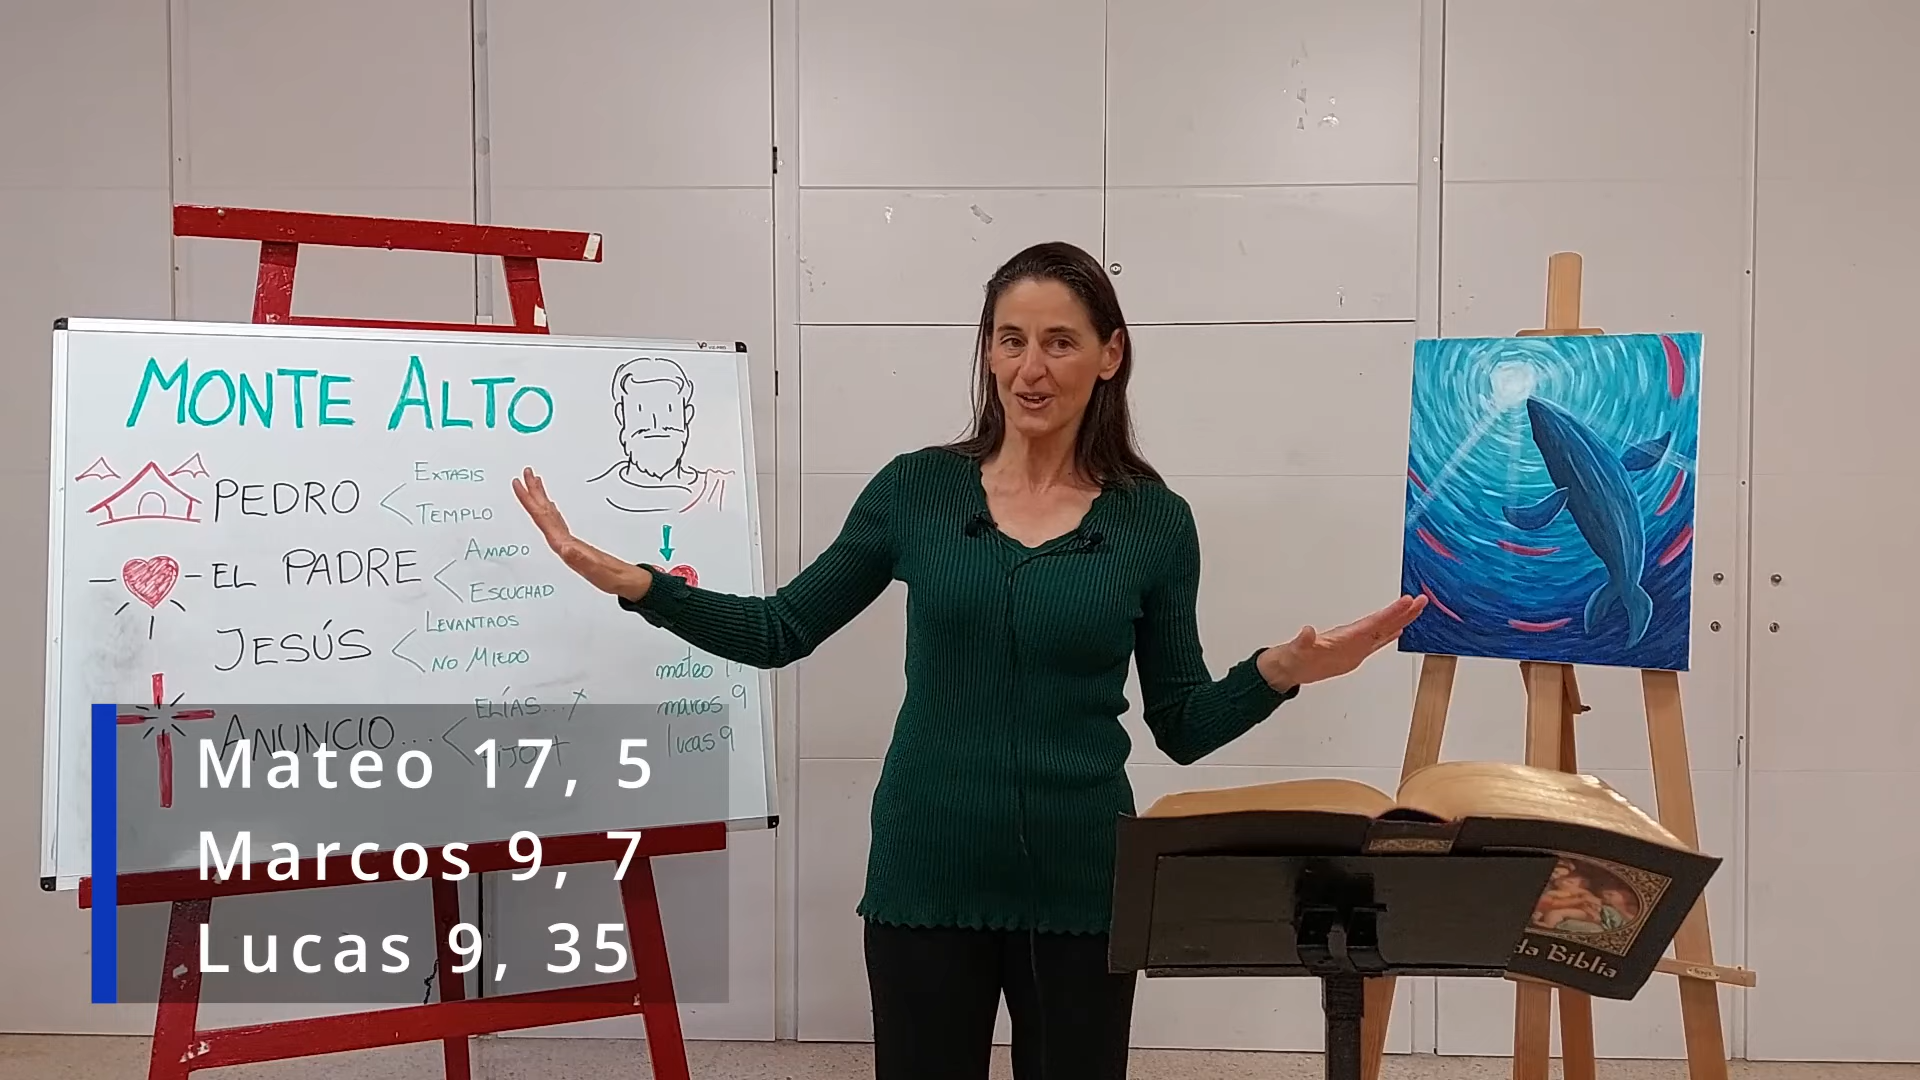 MONTE ALTO
PEDRO
EXTASIS
TEMPLO
EL PADRE
AMADO
ESCUCHAD
JESÚS
LEVANTAOS
NO MIEDO
ANUNCIO...
ELÍAS...
mateo
marcos 9
lucas 9
Mateo 17, 5
Marcos 9, 7
Lucas 9, 35
da Biblia